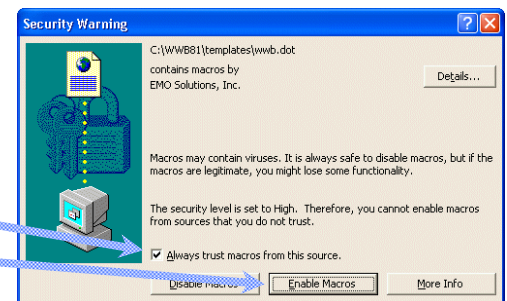 Security Warning
C:\WWB81\templates\wwb.dot
contains macros by
EMO Solutions, Inc.
Details...
Macros may contain viruses. It is always safe to disable macros, but if the
macros are legitimate, you might lose some functionality.
The security level is set to High. Therefore, you cannot enable macros
from sources that you do not trust.
Always trust macros from this source.
Disable Macros
Enable Macros
More Info